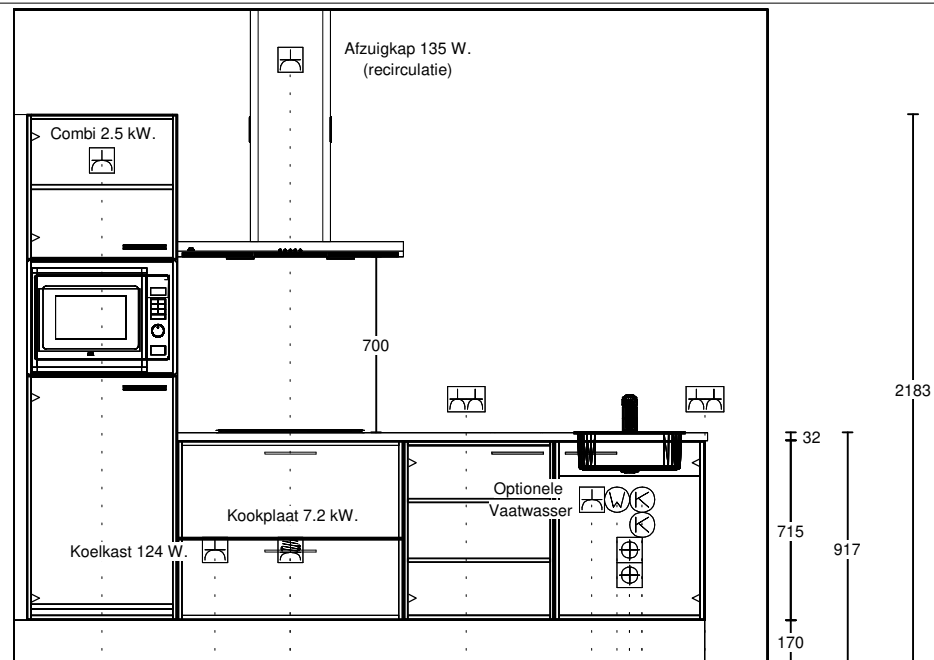 Afzuigkap 135 W.
(recirculatie)
Combi 2.5 kW.
700
2183
32
Optionele
Vaatwasser
W K
K
Kookplaat 7.2 kW.
715
917
Koelkast 124 W.
170